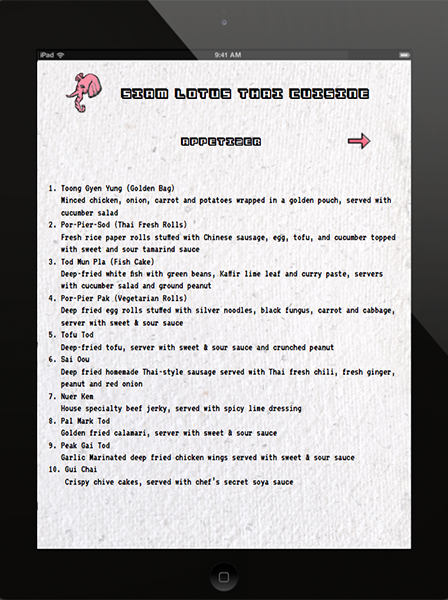 iPad 9:41 AM
SIAM LOTUS THAI CUISINE
APPETIZER
1. Toong Gyen Yung (Golden Bag)
Minced chicken, onion, carrot and potatoes wrapped in a golden pouch, served with
cucumber salad
2. Por-Pier-Sod (Thai Fresh Rolls)
Fresh rice paper rolls stuffed with Chinese sausage, egg, tofu, and cucumber topped
with sweet and sour tamarind sauce
3. Tod Mun Pla (Fish Cake)
Deep-fried white fish with green beans, Kaffir lime leaf and curry paste, servers
with cucumber salad and ground peanut
4. Por-Pier Pak (Vegetarian Rolls)
Deep fried egg rolls stuffed with silver noodles, black fungus, carrot and cabbage,
server with sweet & sour sauce
5. Tofu Tod
Deep-fried tofu, server with sweet & sour sauce and crunched peanut
6. Sai Oou
Deep fried homemade Thai-style sausage served with Thai fresh chili, fresh ginger,
peanut and red onion
7. Nuer Kem
House specialty beef jerky, served with spicy lime dressing
8. Pal Mark Tod
Golden fried calamari, server with sweet & sour sauce
9. Peak Gai Tod
Garlic Marinated deep fried chicken wings served with sweet & sour sauce
10. Gui Chai
Crispy chive cakes, served with chef's secret soya sauce